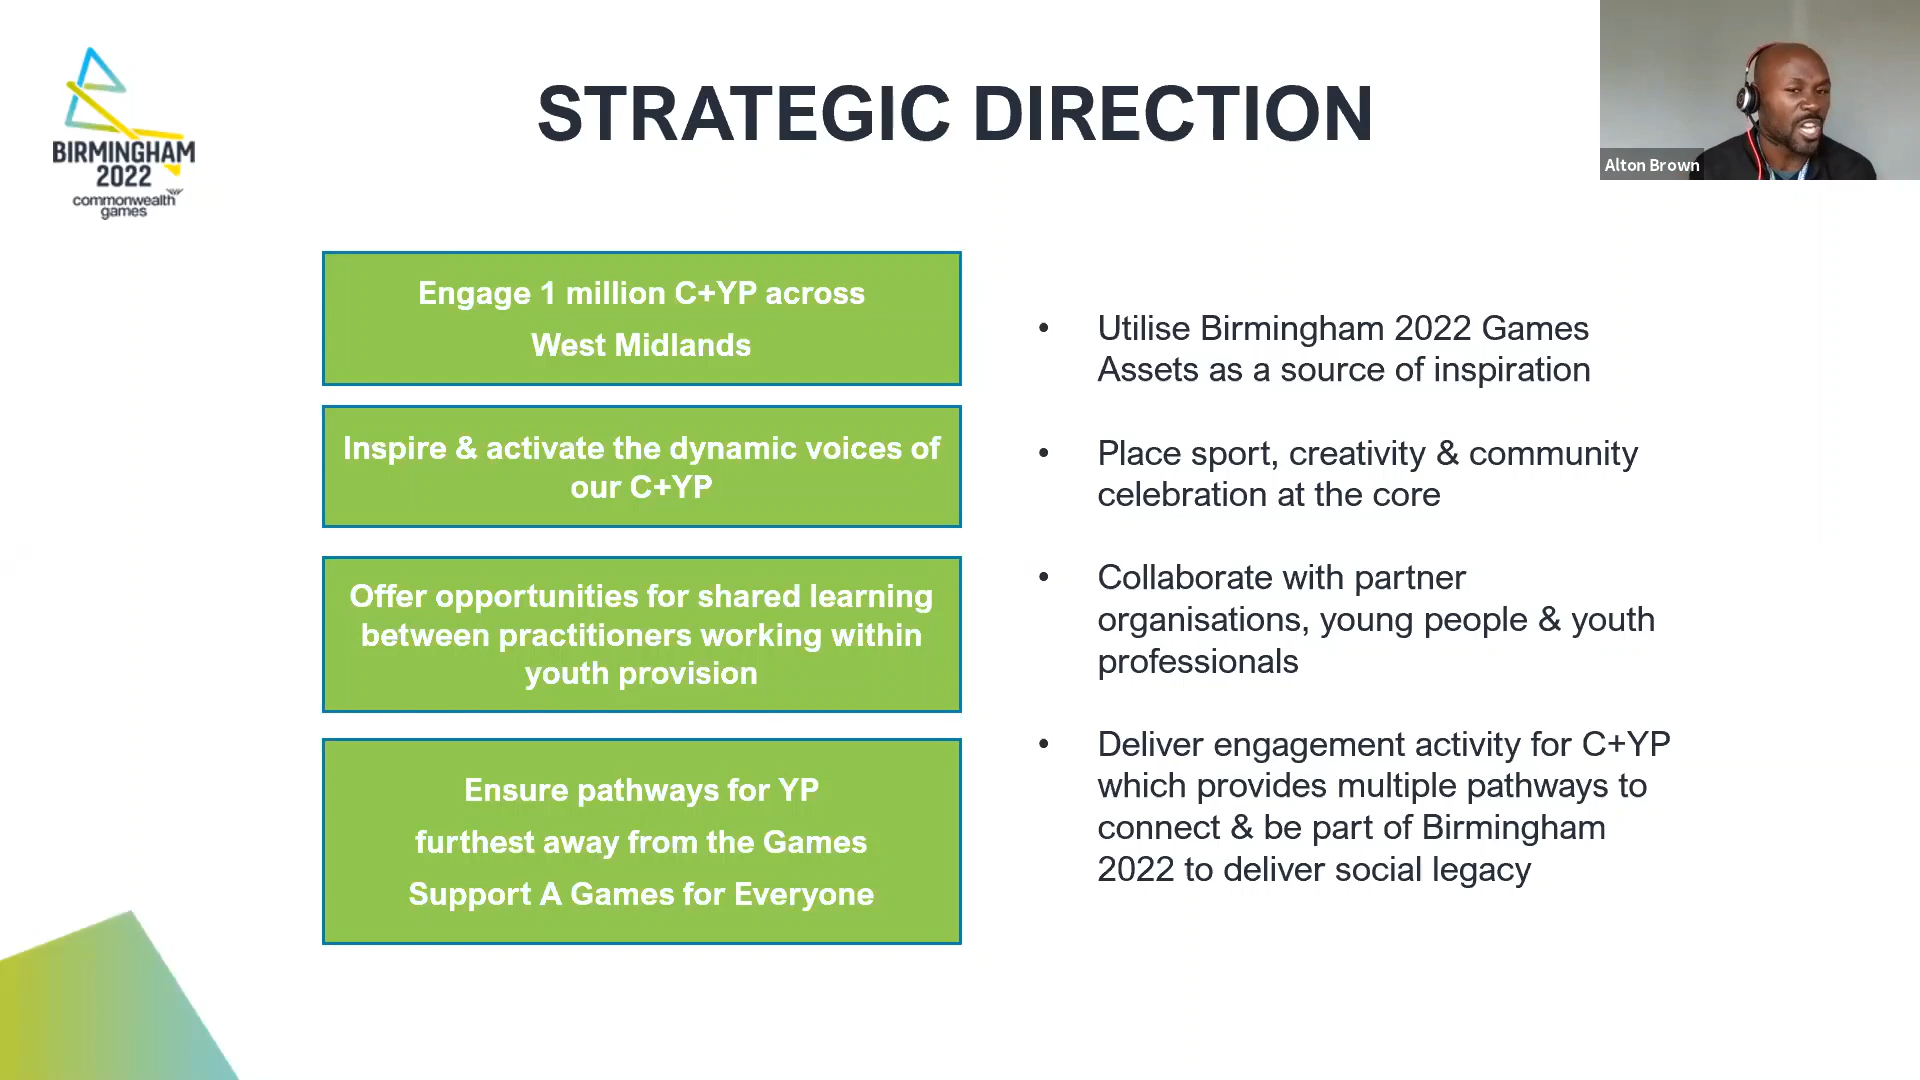 BIRMINGHAM
2022
commonwealth
games
STRATEGIC DIRECTION
Alton Brown
Engage 1 million C+YP across
West Midlands
Inspire & activate the dynamic voices of
our C+YP
Offer opportunities for shared learning
between practitioners working within
youth provision
Ensure pathways for YP
furthest away from the Games
Support A Games for Everyone
• Utilise Birmingham 2022 Games
Assets as a source of inspiration
• Place sport, creativity & community
celebration at the core
• Collaborate with partner
organisations, young people & youth
professionals
• Deliver engagement activity for C+YP
which provides multiple pathways to
connect & be part of Birmingham
2022 to deliver social legacy